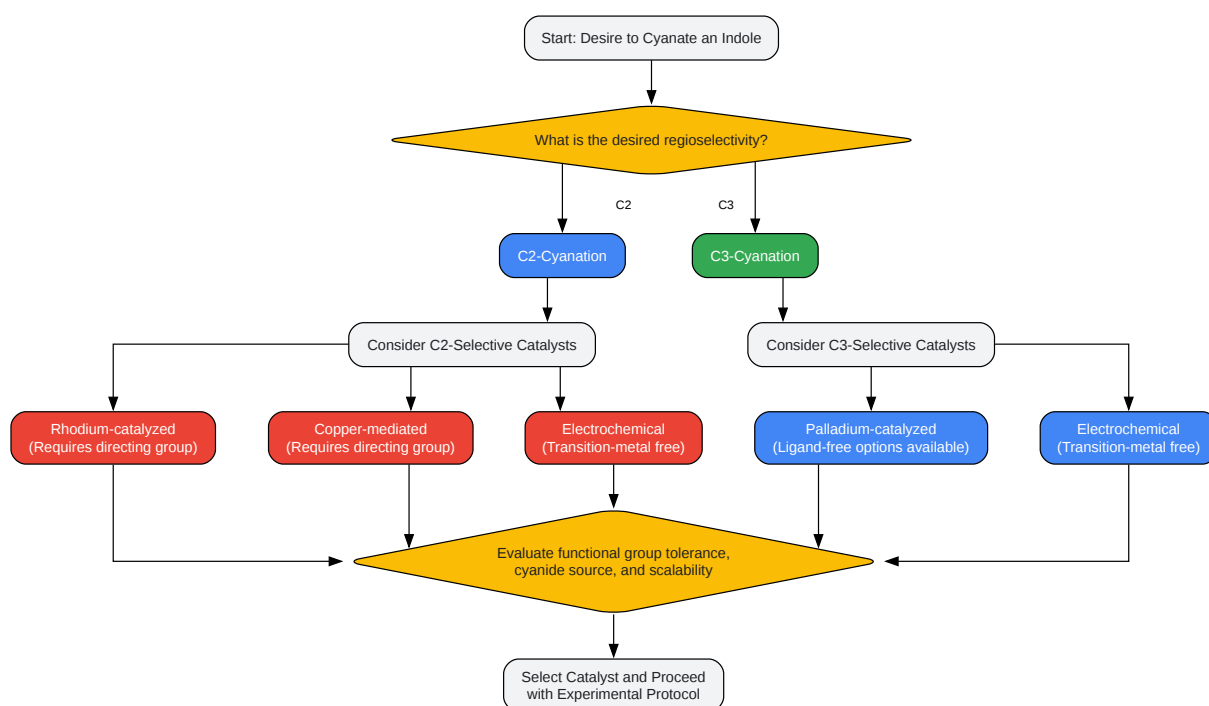 Start: Desire to Cyanate an Indole
What is the desired regioselectivity?
C2
C3
C2-Cyanation
C3-Cyanation
Consider C2-Selective Catalysts
Consider C3-Selective Catalysts
Rhodium-catalyzed
(Requires directing group)
Copper-mediated
(Requires directing group)
Electrochemical
(Transition-metal free)
Palladium-catalyzed
(Ligand-free options available)
Electrochemical
(Transition-metal free)
Evaluate functional group tolerance,
cyanide source, and scalability
Select Catalyst and Proceed
with Experimental Protocol